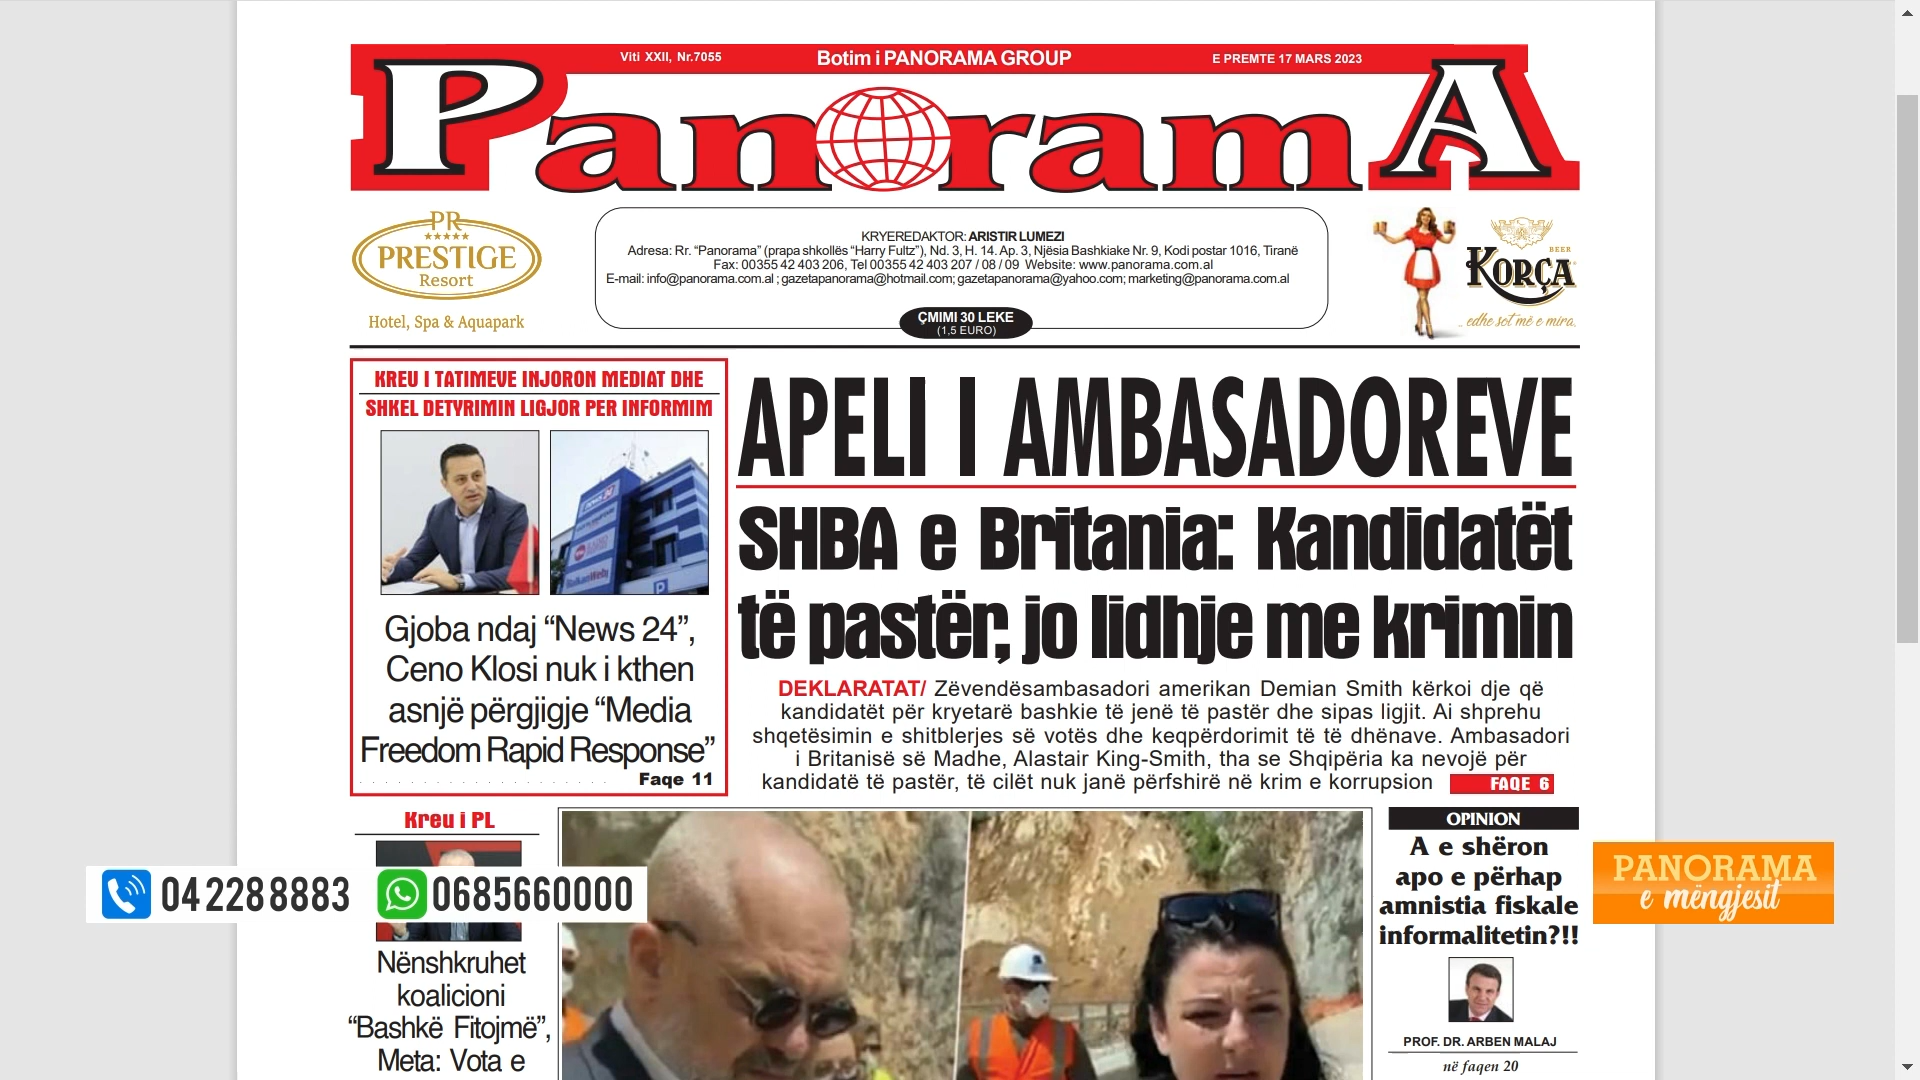 Viti XXII, Nr.7055
Botim i PANORAMA GROUP
E PREMTE 17 MARS 2023
PanoramA
PR
PRESTIGE
Resort
Hotel, Spa & Aquapark
KRYEREDAKTOR: ARISTIR LUMEZI
Adresa: Rr. “Panorama” (prapa shkollës “Harry Fultz”), Nd. 3, H. 14. Ap. 3, Njësia Bashkiake Nr. 9, Kodi postar 1016, Tiranë
Fax: 00355 42 403 206, Tel 00355 42 403 207 / 08 / 09 Website: www.panorama.com.al
E-mail: info@panorama.com.al ; gazetapanorama@hotmail.com; gazetapanorama@yahoo.com; marketing@panorama.com.al
ÇMIMI 30 LEKE
(1,5 EURO)
BEER
KORÇA
...edhe sot më e mira.
KREU I TATIMEVE INJORON MEDIAT DHE
SHKEL DETYRIMIN LIGJOR PER INFORMIM
Gjoba ndaj “News 24”,
Ceno Klosi nuk i kthen
asnjë përgjigje “Media
Freedom Rapid Response”
Faqe 11
APELI I AMBASADOREVE
SHBA e Britania: Kandidatët
të pastër, jo lidhje me krimin
DEKLARATAT/ Zëvendësambasadori amerikan Demian Smith kërkoi dje që
kandidatët për kryetarë bashkie të jenë të pastër dhe sipas ligjit. Ai shprehu
shqetësimin e shitblerjes së votës dhe keqpërdorimit të të dhënave. Ambasadori
i Britanisë së Madhe, Alastair King-Smith, tha se Shqipëria ka nevojë për
kandidatë të pastër, të cilët nuk janë përfshirë në krim e korrupsion
FAQE 6
Kreu i PL
04 228 8883
0685660000
Nënshkruhet
koalicioni
“Bashkë Fitojmë”,
Meta: Vota e
OPINION
A e shëron
apo e përhap
amnistia fiskale
informalitetin?!!
PROF. DR. ARBEN MALAJ
në faqen 20
PANORAMA
e mëngjesit